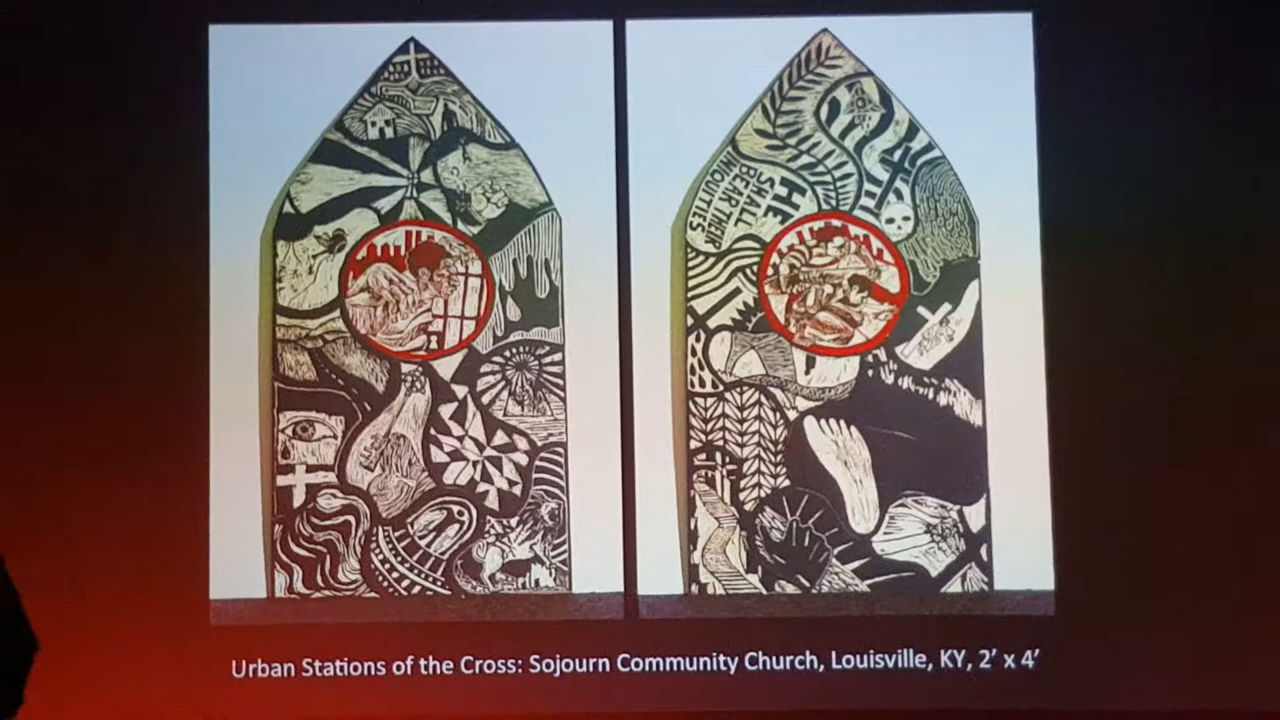 HE
SHALL
BEAR THEIR
INIQUITIES
Urban Stations of the Cross: Sojourn Community Church, Louisville, KY, 2’ x 4’